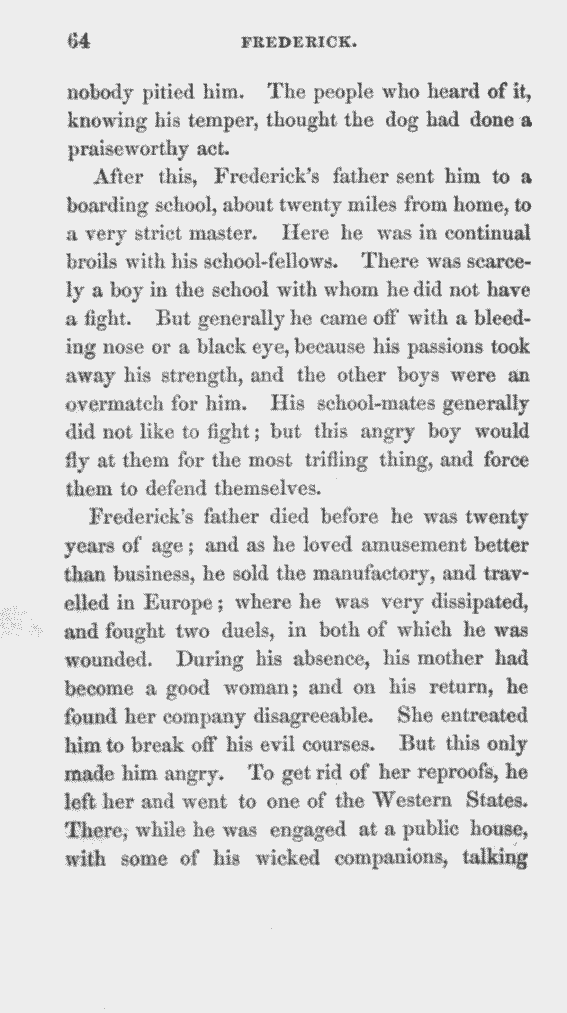 64 FREDERICK.
nobody pitied him. The people who heard of it,
knowing his temper, thought the dog had done a
praiseworthy act.
After this, Frederick's father sent him to a
boarding school, about twenty miles from home, to
a very strict master. Here he was in continual
broils with his school-fellows. There was scarce-
ly a boy in the school with whom he did not have
a fight. But generally he came off with a bleed-
ing nose or a black eye, because his passions took
away his strength, and the other boys were an
overmatch for him. His school-mates generally
did not like to fight; but this angry boy would
fly at them for the most trifling thing, and force
them to defend themselves.
Frederick's father died before he was twenty
years of age; and as he loved amusement better
than business, he sold the manufactory, and trav-
elled in Europe; where he was very dissipated,
and fought two duels, in both of which he was
wounded. During his absence, his mother had
become a good woman; and on his return, he
found her company disagreeable. She entreated
him to break off his evil courses. But this only
made him angry. To get rid of her reproofs, he
left her and went to one of the Western States.
There, while he was engaged at a public house,
with some of his wicked companions, talking